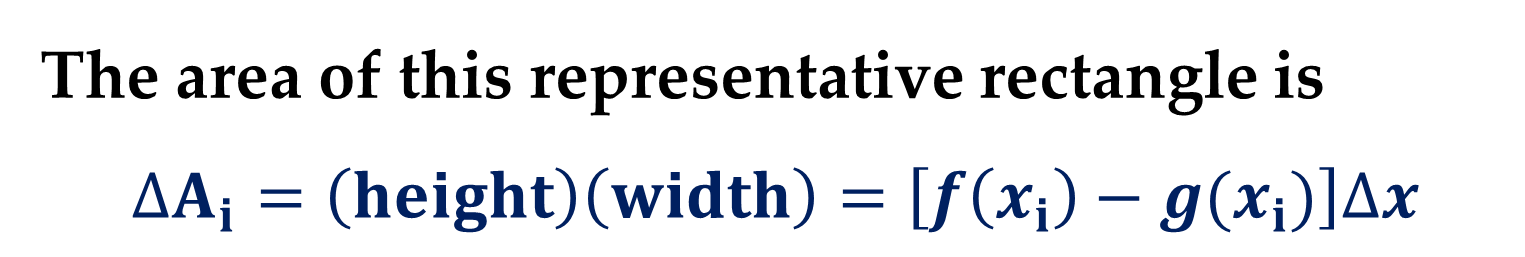 The area of this representative rectangle is
ΔAᵢ = (height)(width) = [f(xᵢ) − g(xᵢ)]Δx